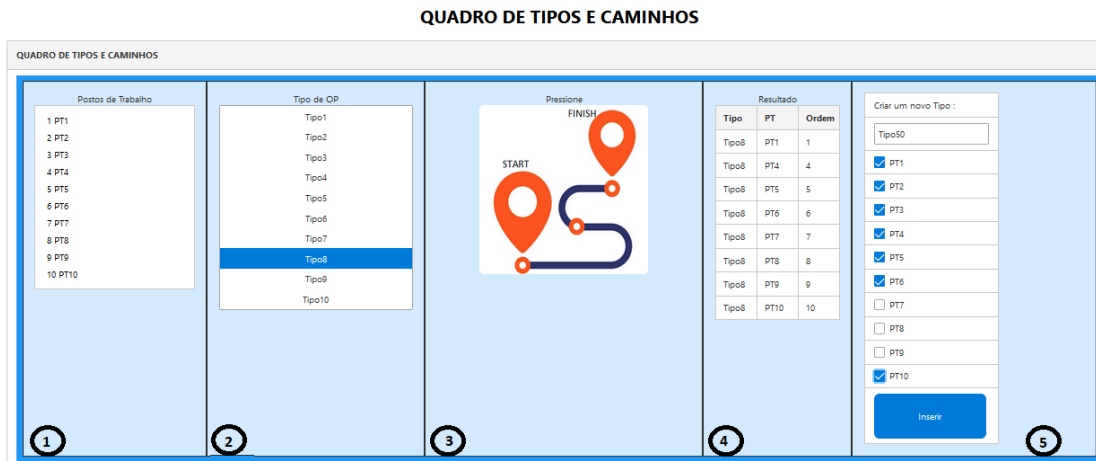 QUADRO DE TIPOS E CAMINHOS
QUADRO DE TIPOS E CAMINHOS
Postos de Trabalho
1 PT1
2 PT2
3 PT3
4 PT4
5 PT5
6 PT6
7 PT7
8 PT8
9 PT9
10 PT10
1
Tipo de OP
Tipo1
Tipo2
Tipo3
Tipo4
Tipo5
Tipo6
Tipo7
Tipo8
Tipo9
Tipo10
2
Pressione
FINISH
START
3
Resultado
Tipo PT Ordem
Tipo8 PT1 1
Tipo8 PT4 4
Tipo8 PT5 5
Tipo8 PT6 6
Tipo8 PT7 7
Tipo8 PT8 8
Tipo8 PT9 9
Tipo8 PT10 10
4
Criar um novo Tipo :
Tipo50
PT1
PT2
PT3
PT4
PT5
PT6
PT7
PT8
PT9
PT10
Inserir
5